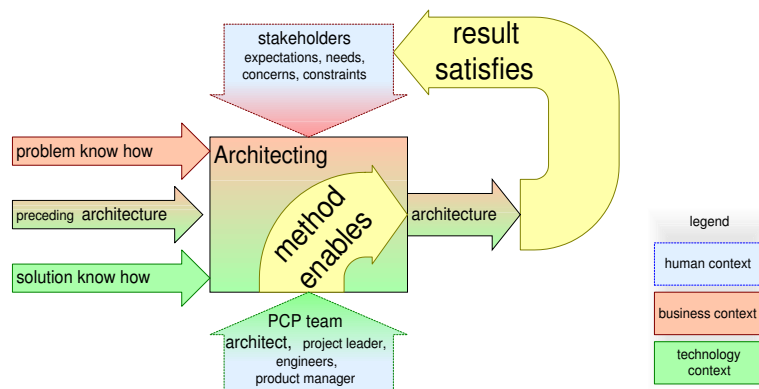 stakeholders
expectations, needs,
concerns, constraints
result
satisfies
problem know how
Architecting
preceding architecture
method
enables
architecture
solution know how
PCP team
architect, project leader,
engineers,
product manager
legend
human context
business context
technology
context